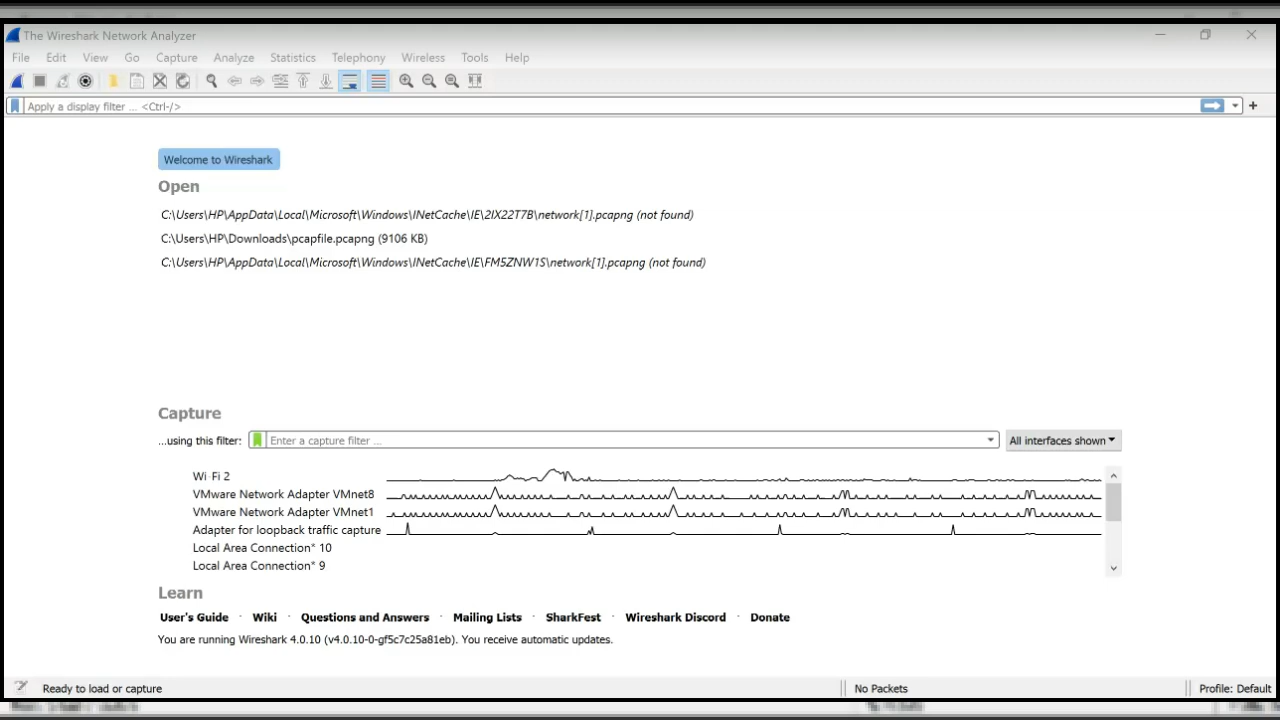 The Wireshark Network Analyzer
File Edit View Go Capture Analyze Statistics Telephony Wireless Tools Help
Apply a display filter ... <Ctrl-/>
Welcome to Wireshark
Open
C:\Users\HP\AppData\Local\Microsoft\Windows\INetCache\IE\2IX22T7B\network[1].pcapng (not found)
C:\Users\HP\Downloads\pcapfile.pcapng (9106 KB)
C:\Users\HP\AppData\Local\Microsoft\Windows\INetCache\IE\FM5ZNW1S\network[1].pcapng (not found)
Capture
...using this filter: Enter a capture filter ... All interfaces shown
Wi-Fi 2
VMware Network Adapter VMnet8
VMware Network Adapter VMnet1
Adapter for loopback traffic capture
Local Area Connection* 10
Local Area Connection* 9
Learn
User's Guide · Wiki · Questions and Answers · Mailing Lists · SharkFest · Wireshark Discord · Donate
You are running Wireshark 4.0.10 (v4.0.10-0-gf5c7c25a81eb). You receive automatic updates.
Ready to load or capture No Packets Profile: Default